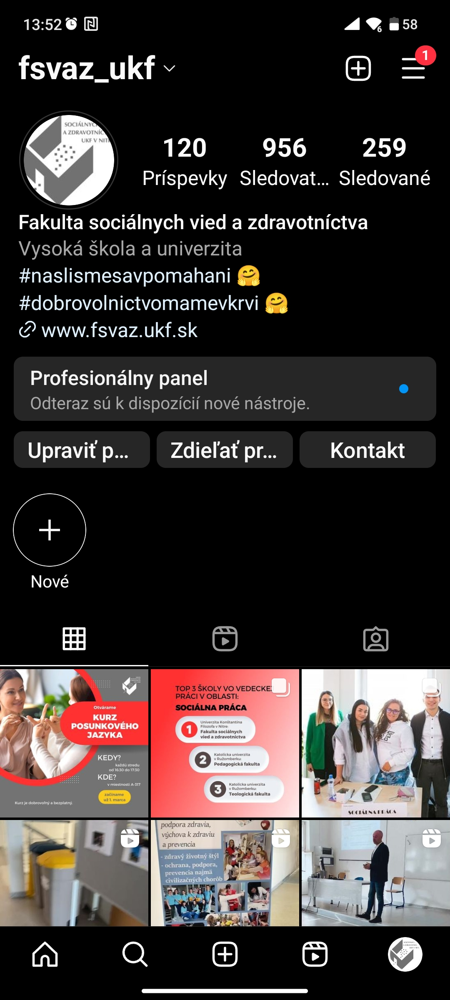 13:52
6
58
fsvaz_ukf
1
SOCIÁLNYC
A ZDRAVOTNÍC
UKF V NIT
120
956
259
Príspevky
Sledovat...
Sledované
Fakulta sociálnych vied a zdravotníctva
Vysoká škola a univerzita
#naslismesavpomahani 🤗
#dobrovolnictvomamevkrvi 🤗
www.fsvaz.ukf.sk
Profesionálny panel
Odteraz sú k dispozícií nové nástroje.
Upraviť p...
Zdieľať pr...
Kontakt
Nové
Otvárame
KURZ
POSUNKOVÉHO
JAZYKA
KEDY?
každú stredu
od 16:30 do 17:30
KDE?
v miestnosti A-317
začíname
už 1. marca
Kurz je dobrovoľný a bezplatný.
TOP 3 ŠKOLY VO VEDECKEJ
PRÁCI V OBLASTI:
SOCIÁLNA PRÁCA
1
Univerzita Konštantína
Filozofa v Nitre:
Fakulta sociálnych
vied a zdravotníctva
2
Katolícka univerzita
v Ružomberku:
Pedagogická fakulta
3
Katolícka univerzita
v Ružomberku:
Teologická fakulta
SOCIÁLNA PRÁCA
podpora zdravia,
výchova k zdraviu
a prevencia
- zdravý životný štýl
- ochrana, podpora,
prevencia najmä
civilizačných chorôb